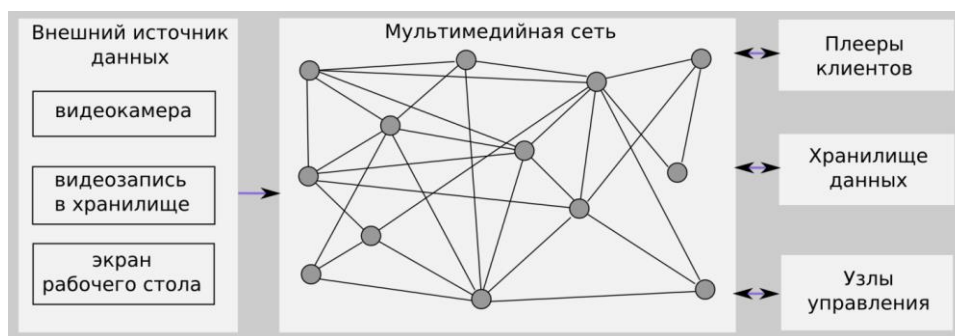 Внешний источник
данных
видеокамера
видеозапись
в хранилище
экран
рабочего стола
Мультимедийная сеть
Плееры
клиентов
Хранилище
данных
Узлы
управления